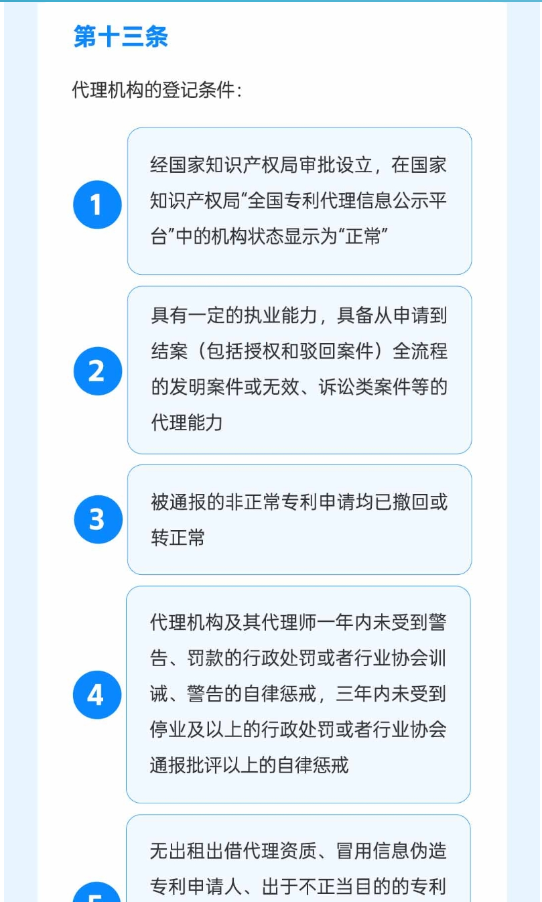 第十三条
代理机构的登记条件：
1
经国家知识产权局审批设立，在国家
知识产权局“全国专利代理信息公示平
台”中的机构状态显示为“正常”
2
具有一定的执业能力，具备从申请到
结案（包括授权和驳回案件）全流程
的发明案件或无效、诉讼类案件等的
代理能力
3
被通报的非正常专利申请均已撤回或
转正常
4
代理机构及其代理师一年内未受到警
告、罚款的行政处罚或者行业协会训
诫、警告的自律惩戒，三年内未受到
停业及以上的行政处罚或者行业协会
通报批评以上的自律惩戒
5
无出租出借代理资质、冒用信息伪造
专利申请人、出于不正当目的的专利